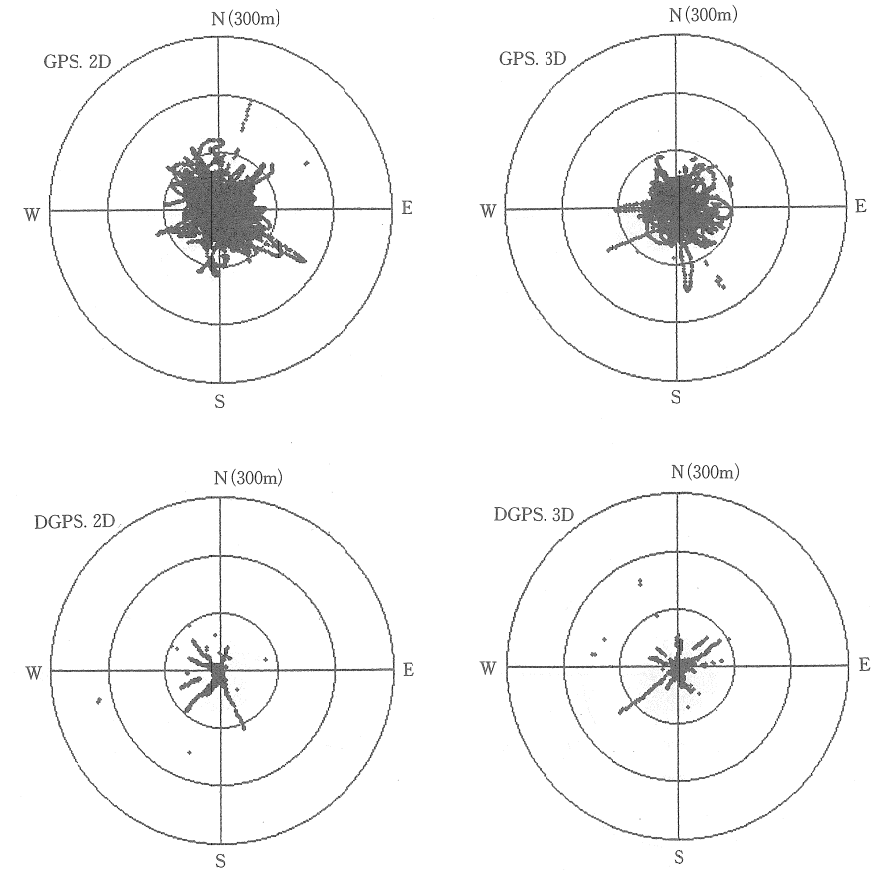 N(300m)
GPS. 2D
W
E
S
N(300m)
GPS. 3D
W
E
S
N(300m)
DGPS. 2D
W
E
S
N(300m)
DGPS. 3D
W
E
S